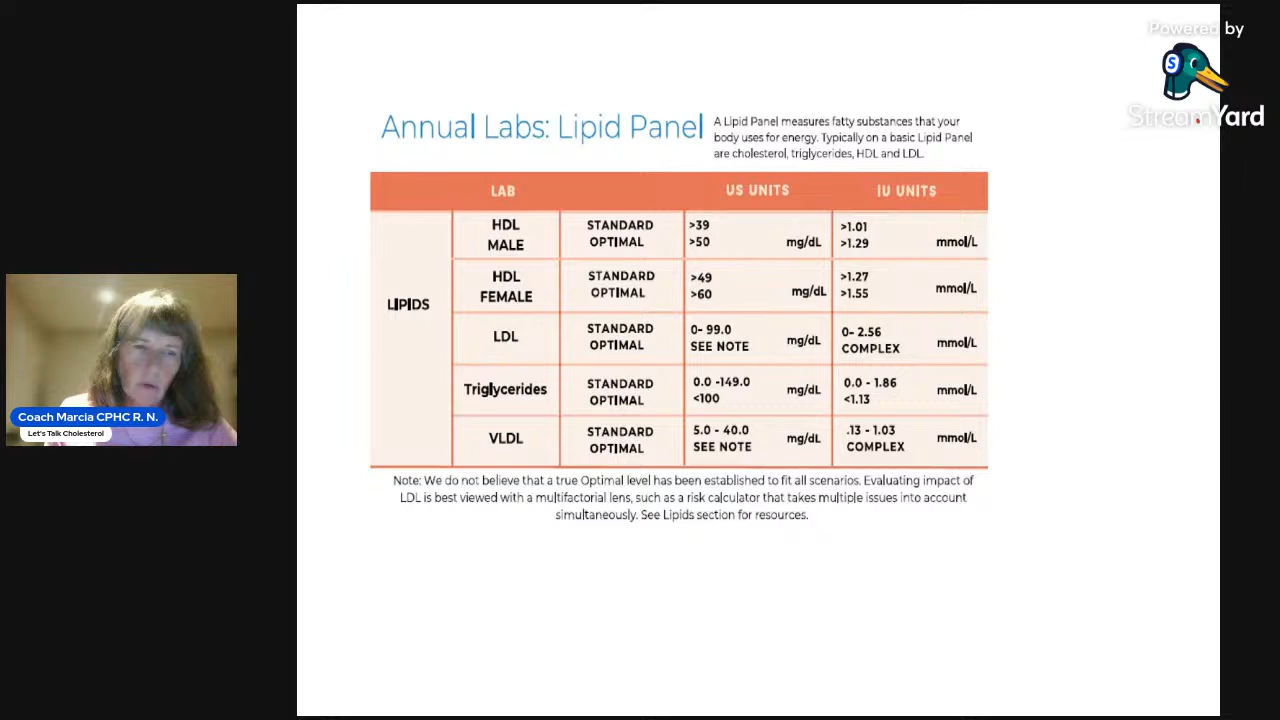 Powered by
StreamYard
Annual Labs: Lipid Panel
A Lipid Panel measures fatty substances that your
body uses for energy. Typically on a basic Lipid Panel
are cholesterol, triglycerides, HDL and LDL.
LAB US UNITS IU UNITS
LIPIDS
HDL
MALE
STANDARD
OPTIMAL
>39
>50
mg/dL
>1.01
>1.29
mmol/L
HDL
FEMALE
STANDARD
OPTIMAL
>49
>60
mg/dL
>1.27
>1.55
mmol/L
LDL
STANDARD
OPTIMAL
0- 99.0
SEE NOTE
mg/dL
0- 2.56
COMPLEX
mmol/L
Triglycerides
STANDARD
OPTIMAL
0.0 -149.0
<100
mg/dL
0.0 - 1.86
<1.13
mmol/L
VLDL
STANDARD
OPTIMAL
5.0 - 40.0
SEE NOTE
mg/dL
.13 - 1.03
COMPLEX
mmol/L
Note: We do not believe that a true Optimal level has been established to fit all scenarios. Evaluating impact of
LDL is best viewed with a multifactorial lens, such as a risk calculator that takes multiple issues into account
simultaneously. See Lipids section for resources.
Coach Marcia CPHC R. N.
Let's Talk Cholesterol